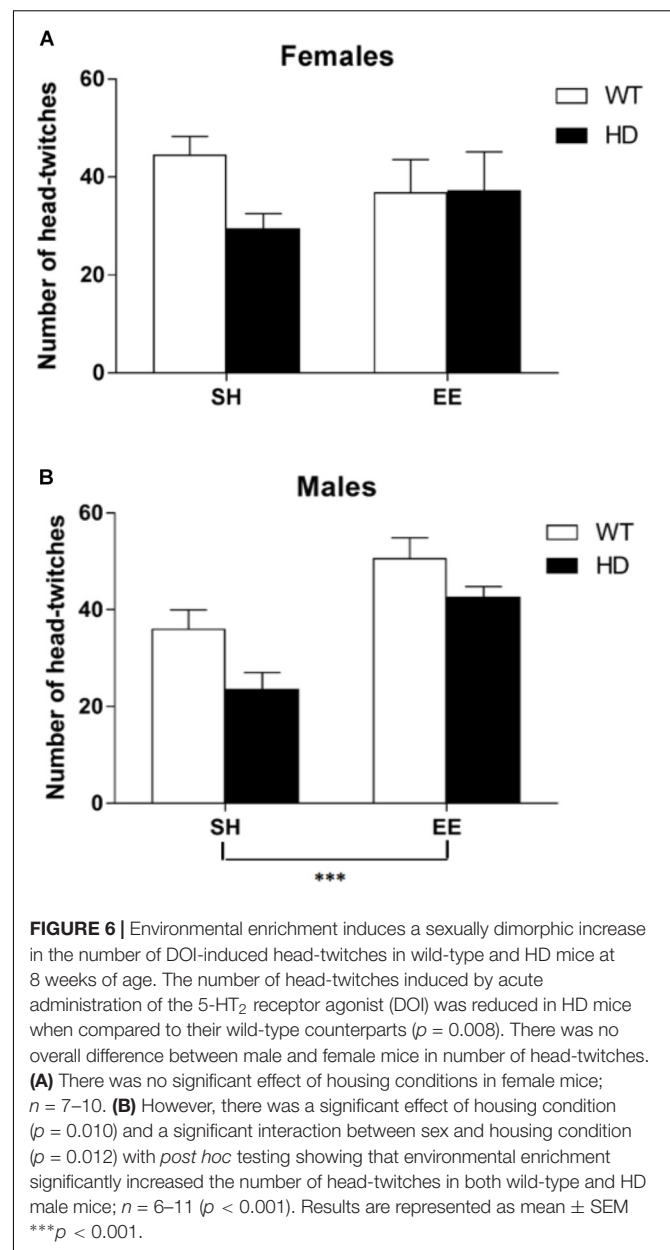 A
Females
60
40
20
0
Number of head-twitches
WT
HD
SH
EE
B
Males
60
40
20
0
Number of head-twitches
WT
HD
SH
EE
***
FIGURE 6 | Environmental enrichment induces a sexually dimorphic increase
in the number of DOI-induced head-twitches in wild-type and HD mice at
8 weeks of age. The number of head-twitches induced by acute
administration of the 5-HT₂ receptor agonist (DOI) was reduced in HD mice
when compared to their wild-type counterparts (p = 0.008). There was no
overall difference between male and female mice in number of head-twitches.
(A) There was no significant effect of housing conditions in female mice;
n = 7–10. (B) However, there was a significant effect of housing condition
(p = 0.010) and a significant interaction between sex and housing condition
(p = 0.012) with post hoc testing showing that environmental enrichment
significantly increased the number of head-twitches in both wild-type and HD
male mice; n = 6–11 (p < 0.001). Results are represented as mean ± SEM
***p < 0.001.